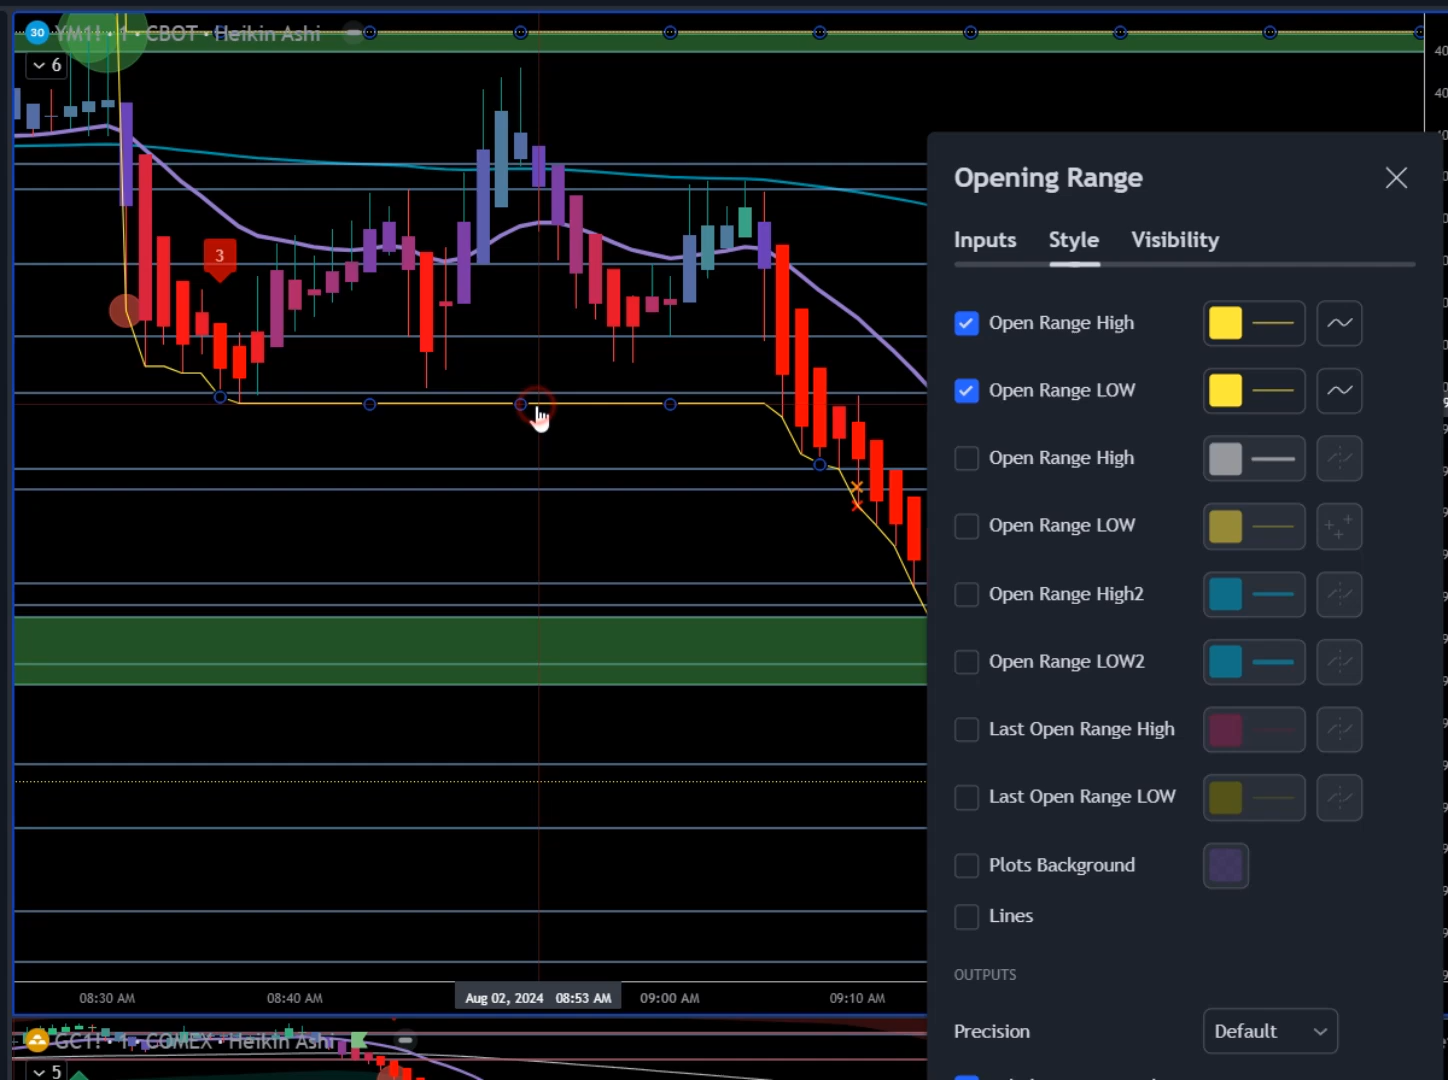 30 YM1! · 1 · CBOT · Heikin Ashi
6
3
Opening Range
Inputs Style Visibility
Open Range High
Open Range LOW
Open Range High
Open Range LOW
Open Range High2
Open Range LOW2
Last Open Range High
Last Open Range LOW
Plots Background
Lines
OUTPUTS
Precision Default
08:30 AM 08:40 AM Aug 02, 2024 08:53 AM 09:00 AM 09:10 AM
GC1! · 1 · COMEX · Heikin Ashi
5